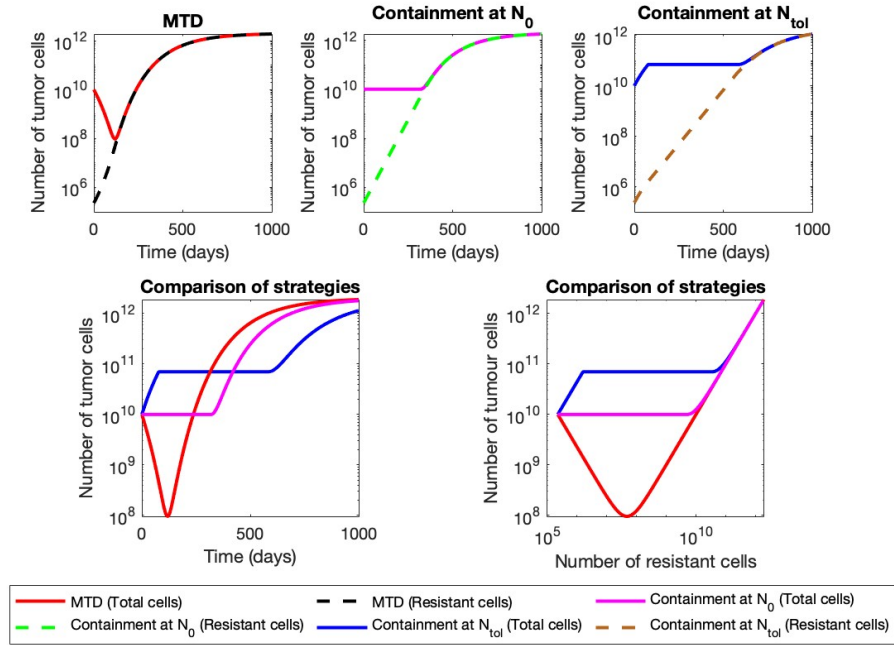 MTD
Containment at N0
Containment at Ntol
Number of tumor cells
10^12
10^10
10^8
10^6
0
500
1000
Time (days)
Number of tumor cells
10^12
10^10
10^8
10^6
0
500
1000
Time (days)
Number of tumor cells
10^12
10^10
10^8
10^6
0
500
1000
Time (days)
Comparison of strategies
Number of tumor cells
10^12
10^11
10^10
10^9
10^8
0
500
1000
Time (days)
Comparison of strategies
Number of tumour cells
10^12
10^11
10^10
10^9
10^8
10^5
10^10
Number of resistant cells
MTD (Total cells)
MTD (Resistant cells)
Containment at N0 (Total cells)
Containment at N0 (Resistant cells)
Containment at Ntol (Total cells)
Containment at Ntol (Resistant cells)